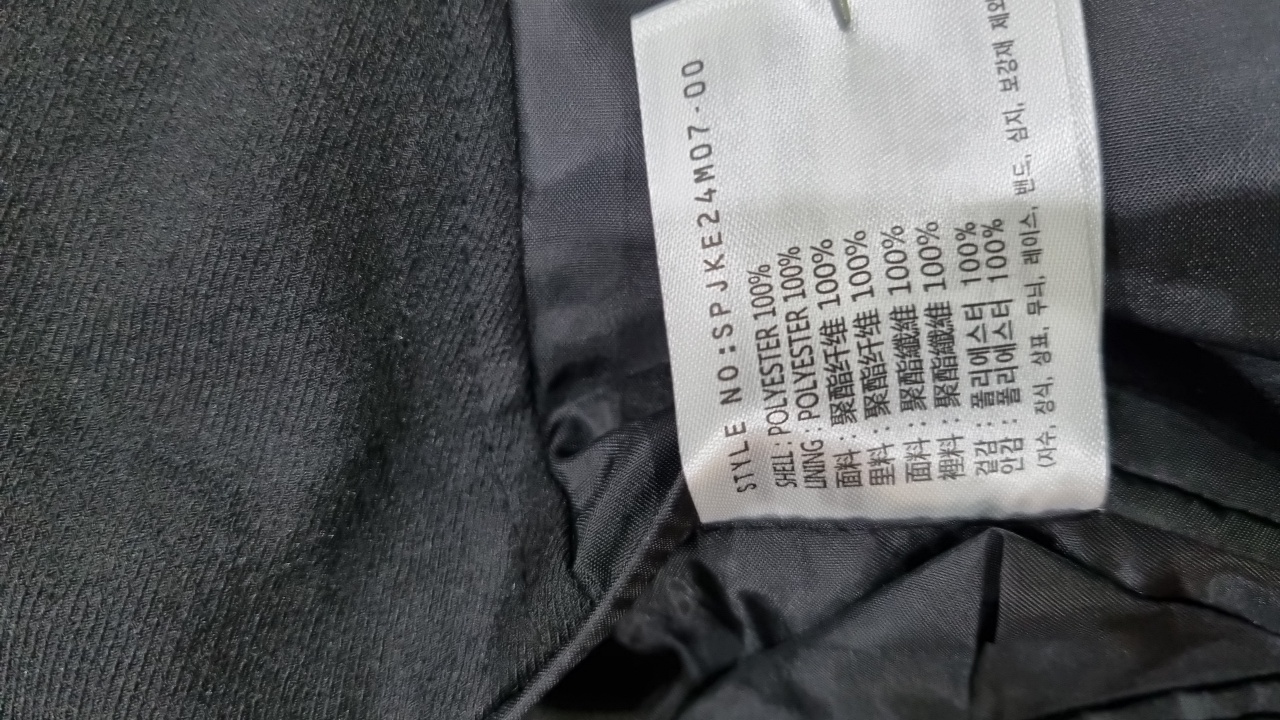 STYLE NO:SPJKE24M07-00
SHELL : POLYESTER 100%
LINING : POLYESTER 100%
面料 : 聚酯纤维 100%
里料 : 聚酯纤维 100%
面料 : 聚酯纖維 100%
裡料 : 聚酯纖維 100%
겉감 : 폴리에스터 100%
안감 : 폴리에스터 100%
(자수, 장식, 상표, 무늬, 레이스, 밴드, 심지, 보강재 제외